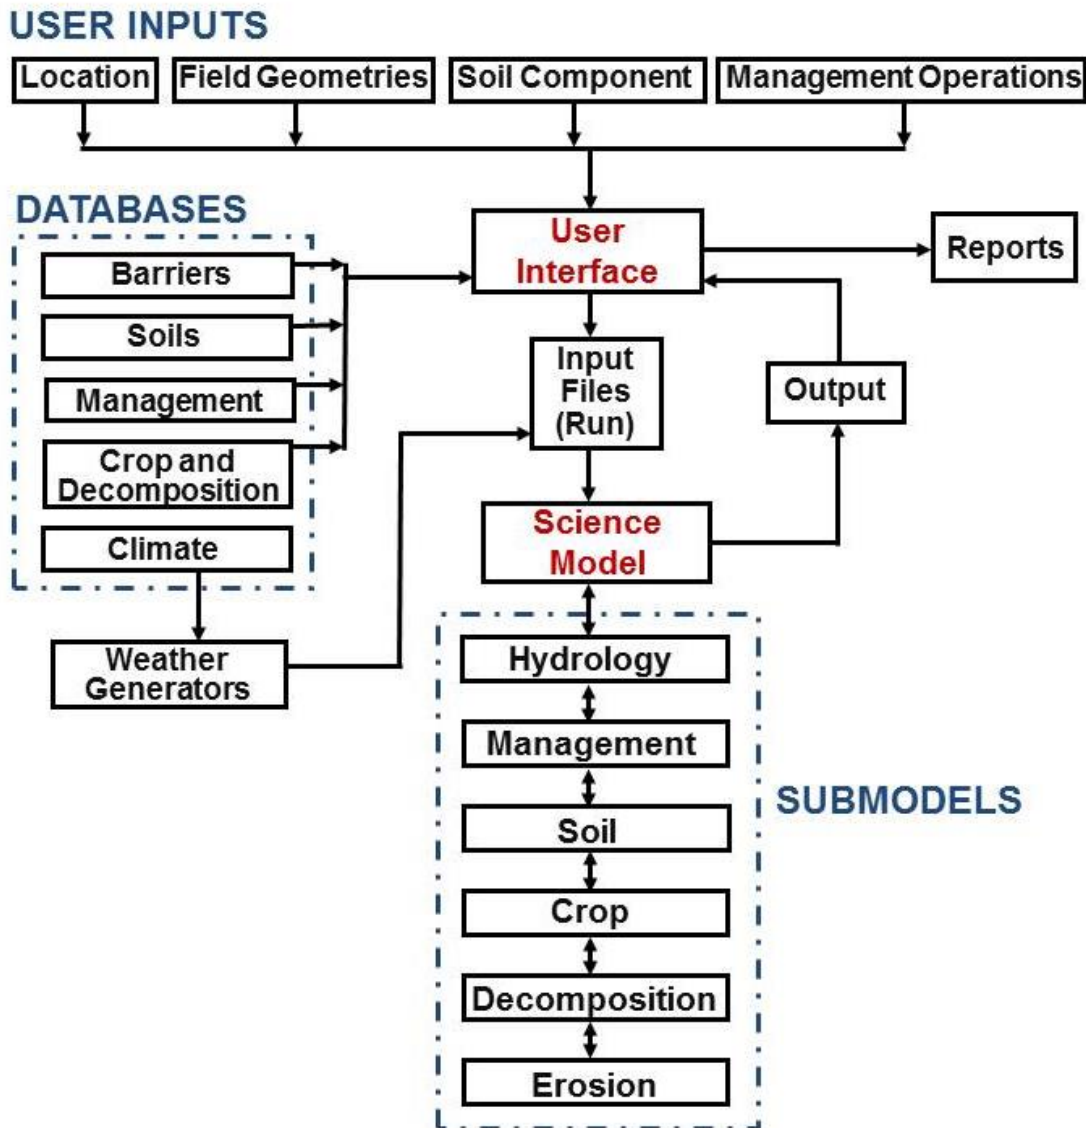 USER INPUTS
Location
Field Geometries
Soil Component
Management Operations
DATABASES
Barriers
Soils
Management
Crop and
Decomposition
Climate
Weather
Generators
User
Interface
Reports
Input
Files
(Run)
Output
Science
Model
Hydrology
Management
Soil
Crop
Decomposition
Erosion
SUBMODELS